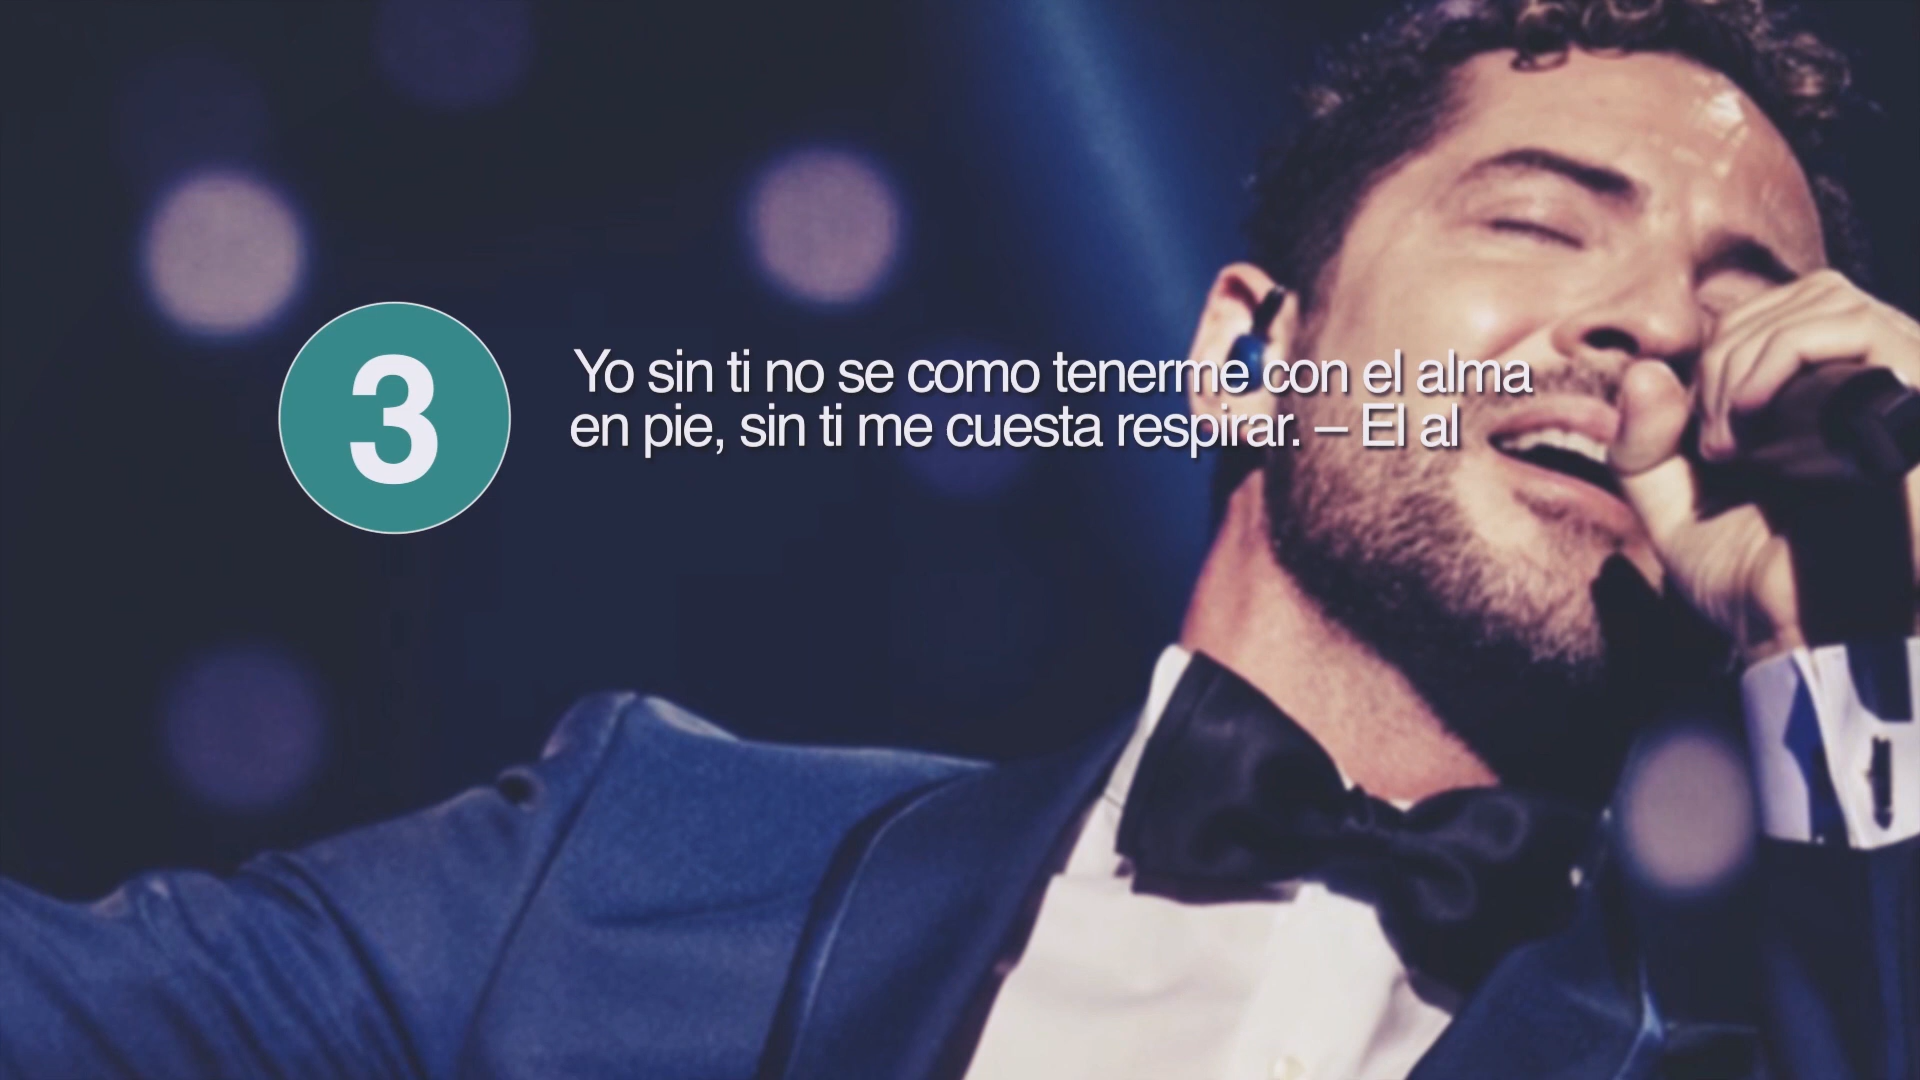 3
Yo sin ti no se como tenerme con el alma
en pie, sin ti me cuesta respirar. – El al